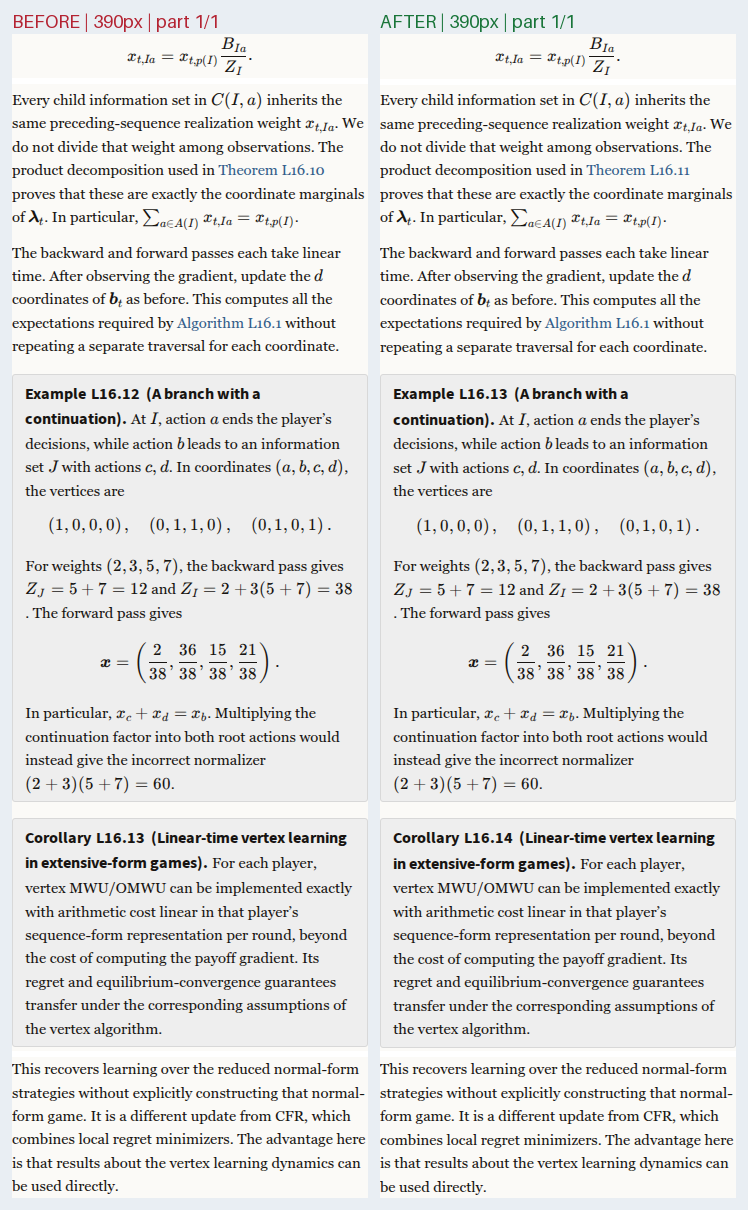 BEFORE | 390px | part 1/1
x_{t,Ia} = x_{t,p(I)} B_{Ia} / Z_I .
Every child information set in C(I, a) inherits the
same preceding-sequence realization weight x_{t,Ia}. We
do not divide that weight among observations. The
product decomposition used in Theorem L16.10
proves that these are exactly the coordinate marginals
of λ_t. In particular, ∑_{a∈A(I)} x_{t,Ia} = x_{t,p(I)}.
The backward and forward passes each take linear
time. After observing the gradient, update the d
coordinates of b_t as before. This computes all the
expectations required by Algorithm L16.1 without
repeating a separate traversal for each coordinate.
Example L16.12 (A branch with a
continuation). At I, action a ends the player's
decisions, while action b leads to an information
set J with actions c, d. In coordinates (a, b, c, d),
the vertices are
(1, 0, 0, 0), (0, 1, 1, 0), (0, 1, 0, 1).
For weights (2, 3, 5, 7), the backward pass gives
Z_J = 5 + 7 = 12 and Z_I = 2 + 3(5 + 7) = 38
. The forward pass gives
x = (2/38, 36/38, 15/38, 21/38).
In particular, x_c + x_d = x_b. Multiplying the
continuation factor into both root actions would
instead give the incorrect normalizer
(2 + 3)(5 + 7) = 60.
Corollary L16.13 (Linear-time vertex learning
in extensive-form games). For each player,
vertex MWU/OMWU can be implemented exactly
with arithmetic cost linear in that player's
sequence-form representation per round, beyond
the cost of computing the payoff gradient. Its
regret and equilibrium-convergence guarantees
transfer under the corresponding assumptions of
the vertex algorithm.
This recovers learning over the reduced normal-form
strategies without explicitly constructing that normal-
form game. It is a different update from CFR, which
combines local regret minimizers. The advantage here
is that results about the vertex learning dynamics can
be used directly.
AFTER | 390px | part 1/1
x_{t,Ia} = x_{t,p(I)} B_{Ia} / Z_I .
Every child information set in C(I, a) inherits the
same preceding-sequence realization weight x_{t,Ia}. We
do not divide that weight among observations. The
product decomposition used in Theorem L16.11
proves that these are exactly the coordinate marginals
of λ_t. In particular, ∑_{a∈A(I)} x_{t,Ia} = x_{t,p(I)}.
The backward and forward passes each take linear
time. After observing the gradient, update the d
coordinates of b_t as before. This computes all the
expectations required by Algorithm L16.1 without
repeating a separate traversal for each coordinate.
Example L16.13 (A branch with a
continuation). At I, action a ends the player's
decisions, while action b leads to an information
set J with actions c, d. In coordinates (a, b, c, d),
the vertices are
(1, 0, 0, 0), (0, 1, 1, 0), (0, 1, 0, 1).
For weights (2, 3, 5, 7), the backward pass gives
Z_J = 5 + 7 = 12 and Z_I = 2 + 3(5 + 7) = 38
. The forward pass gives
x = (2/38, 36/38, 15/38, 21/38).
In particular, x_c + x_d = x_b. Multiplying the
continuation factor into both root actions would
instead give the incorrect normalizer
(2 + 3)(5 + 7) = 60.
Corollary L16.14 (Linear-time vertex learning
in extensive-form games). For each player,
vertex MWU/OMWU can be implemented exactly
with arithmetic cost linear in that player's
sequence-form representation per round, beyond
the cost of computing the payoff gradient. Its
regret and equilibrium-convergence guarantees
transfer under the corresponding assumptions of
the vertex algorithm.
This recovers learning over the reduced normal-form
strategies without explicitly constructing that normal-
form game. It is a different update from CFR, which
combines local regret minimizers. The advantage here
is that results about the vertex learning dynamics can
be used directly.